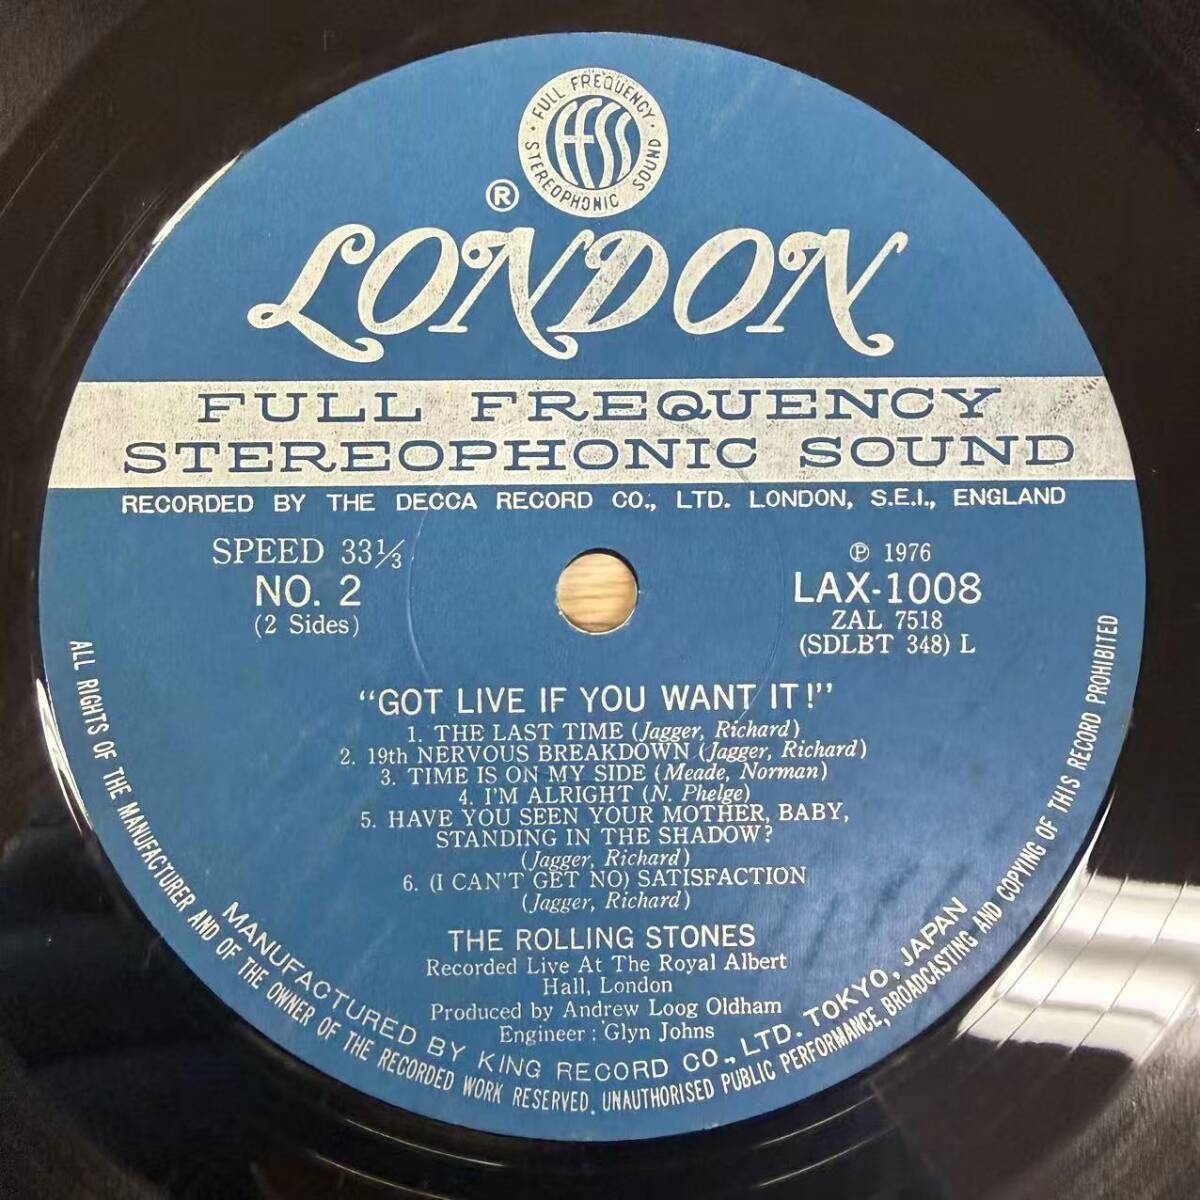 · FULL FREQUENCY · STEREOPHONIC SOUND
FFSS
®
LONDON
FULL FREQUENCY
STEREOPHONIC SOUND
RECORDED BY THE DECCA RECORD CO., LTD. LONDON, S.E.I., ENGLAND
SPEED 33⅓
NO. 2
(2 Sides)
℗ 1976
LAX-1008
ZAL 7518
(SDLBT 348) L
"GOT LIVE IF YOU WANT IT!"
1. THE LAST TIME (Jagger, Richard)
2. 19th NERVOUS BREAKDOWN (Jagger, Richard)
3. TIME IS ON MY SIDE (Meade, Norman)
4. I'M ALRIGHT (N. Phelge)
5. HAVE YOU SEEN YOUR MOTHER, BABY,
STANDING IN THE SHADOW?
(Jagger, Richard)
6. (I CAN'T GET NO) SATISFACTION
(Jagger, Richard)
THE ROLLING STONES
Recorded Live At The Royal Albert
Hall, London
Produced by Andrew Loog Oldham
Engineer : Glyn Johns
MANUFACTURED BY KING RECORD CO., LTD. TOKYO, JAPAN
ALL RIGHTS OF THE MANUFACTURER AND OF THE OWNER OF THE RECORDED WORK RESERVED. UNAUTHORISED PUBLIC PERFORMANCE, BROADCASTING AND COPYING OF THIS RECORD PROHIBITED